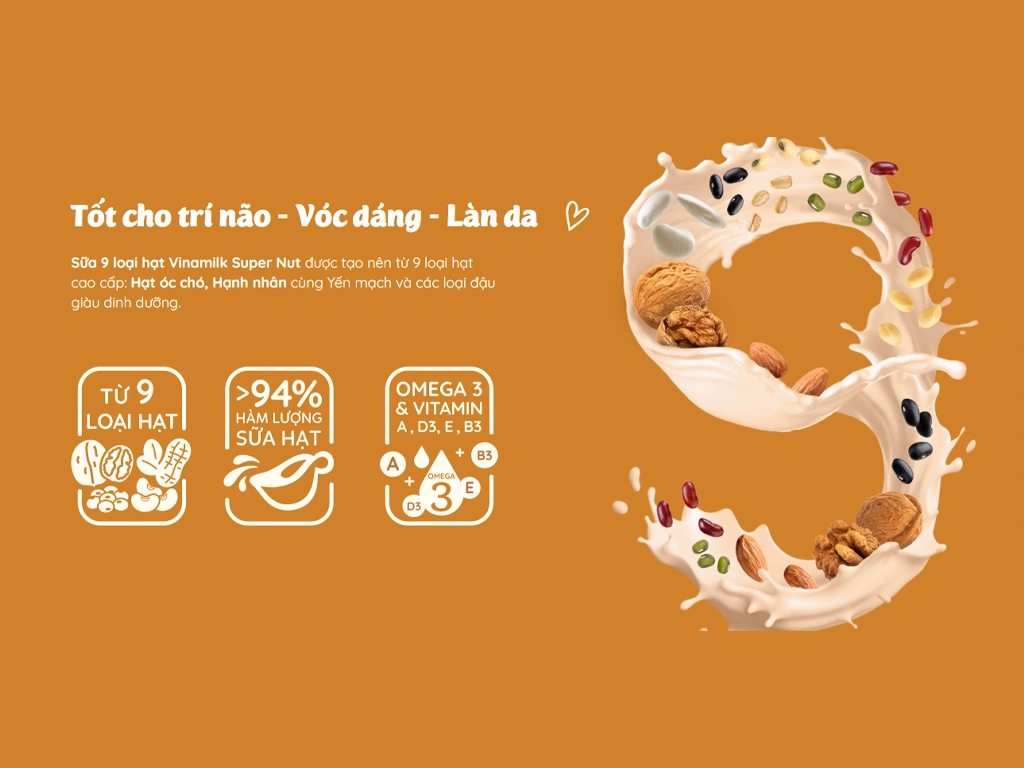 Tốt cho trí não - Vóc dáng - Làn da
Sữa 9 loại hạt Vinamilk Super Nut được tạo nên từ 9 loại hạt
cao cấp: Hạt óc chó, Hạnh nhân cùng Yến mạch và các loại đậu
giàu dinh dưỡng.
TỪ 9
LOẠI HẠT
>94%
HÀM LƯỢNG
SỮA HẠT
OMEGA 3
& VITAMIN
A , D3, E , B3
A
+
B3
+
OMEGA
3
E
D3